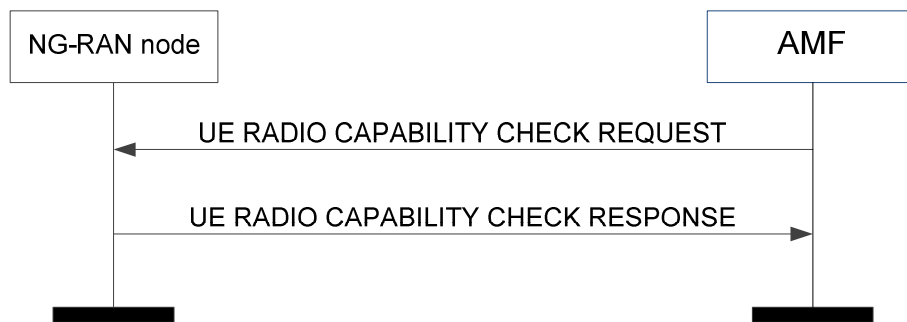 NG-RAN node
AMF
UE RADIO CAPABILITY CHECK REQUEST
UE RADIO CAPABILITY CHECK RESPONSE